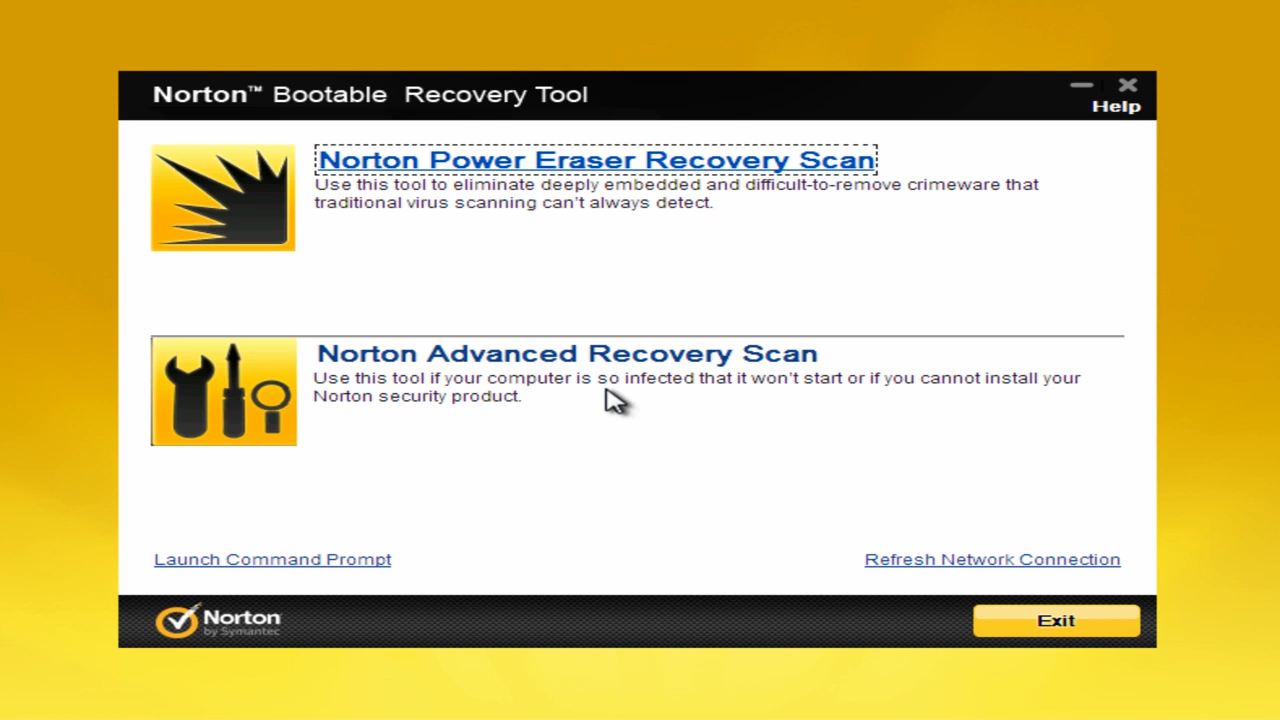 Norton™ Bootable Recovery Tool
Help
Norton Power Eraser Recovery Scan
Use this tool to eliminate deeply embedded and difficult-to-remove crimeware that
traditional virus scanning can't always detect.
Norton Advanced Recovery Scan
Use this tool if your computer is so infected that it won't start or if you cannot install your
Norton security product.
Launch Command Prompt
Refresh Network Connection
Norton
by Symantec
Exit